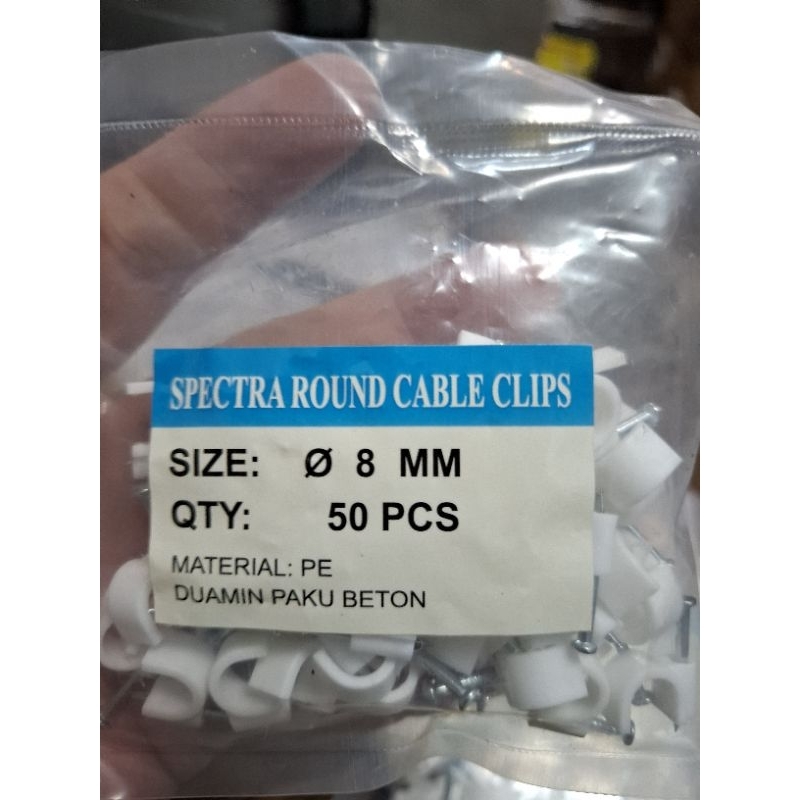 SPECTRA ROUND CABLE CLIPS
SIZE: Ø 8 MM
QTY: 50 PCS
MATERIAL: PE
DUAMIN PAKU BETON